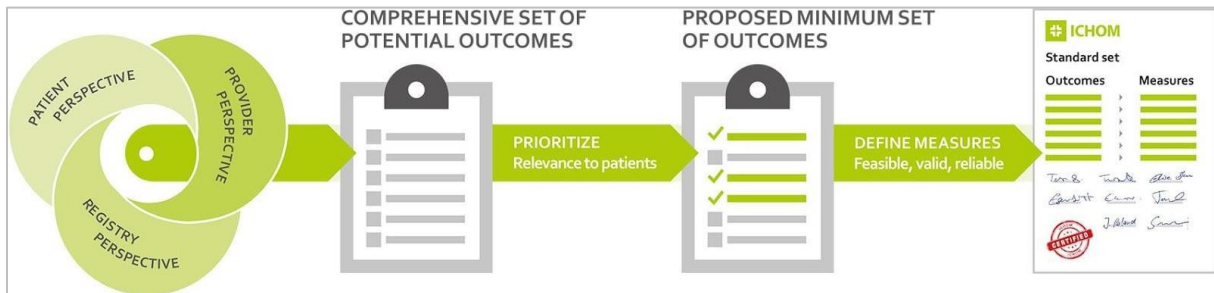 PATIENT PERSPECTIVE
PROVIDER PERSPECTIVE
REGISTRY PERSPECTIVE
COMPREHENSIVE SET OF
POTENTIAL OUTCOMES
PRIORITIZE
Relevance to patients
PROPOSED MINIMUM SET
OF OUTCOMES
DEFINE MEASURES
Feasible, valid, reliable
ICHOM
Standard set
Outcomes Measures
CERTIFIED